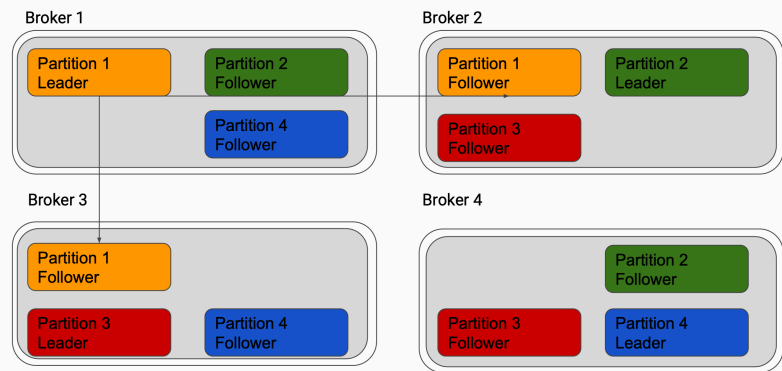 Broker 1
Partition 1
Leader
Partition 2
Follower
Partition 4
Follower
Broker 2
Partition 1
Follower
Partition 2
Leader
Partition 3
Follower
Broker 3
Partition 1
Follower
Partition 3
Leader
Partition 4
Follower
Broker 4
Partition 2
Follower
Partition 3
Follower
Partition 4
Leader